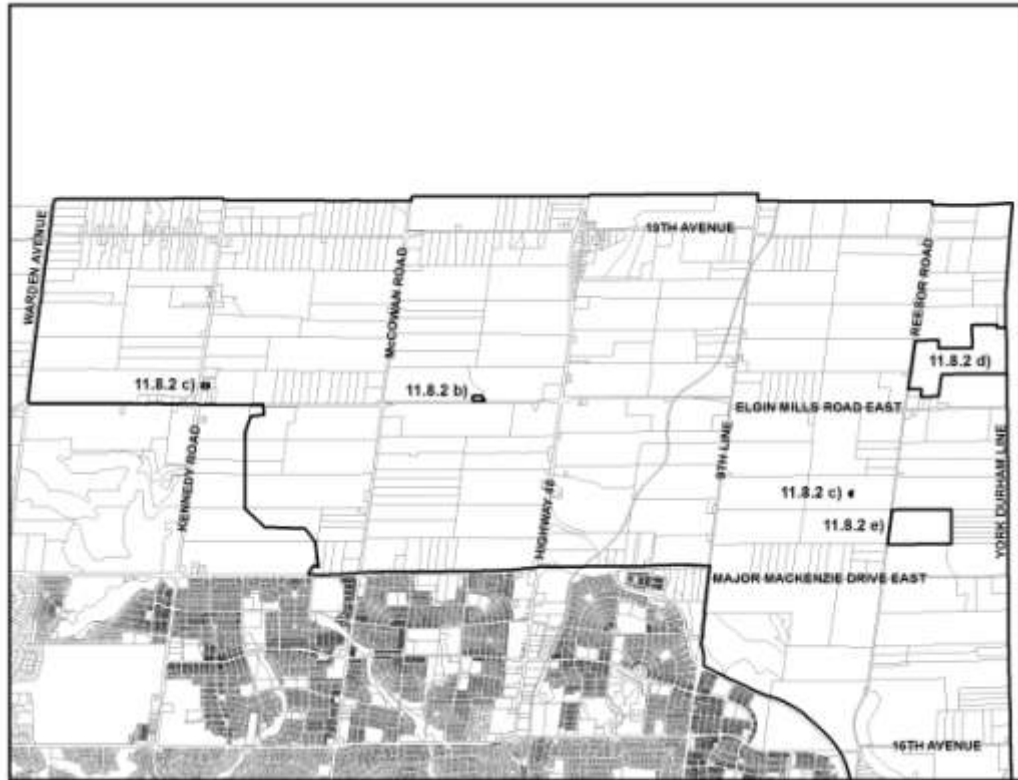 19TH AVENUE
WARDEN AVENUE
McCOWAN ROAD
REESOR ROAD
11.8.2 d)
11.8.2 c)
11.8.2 b)
ELGIN MILLS ROAD EAST
KENNEDY ROAD
HIGHWAY 48
9TH LINE
YORK DURHAM LINE
11.8.2 c)
11.8.2 e)
MAJOR MACKENZIE DRIVE EAST
16TH AVENUE